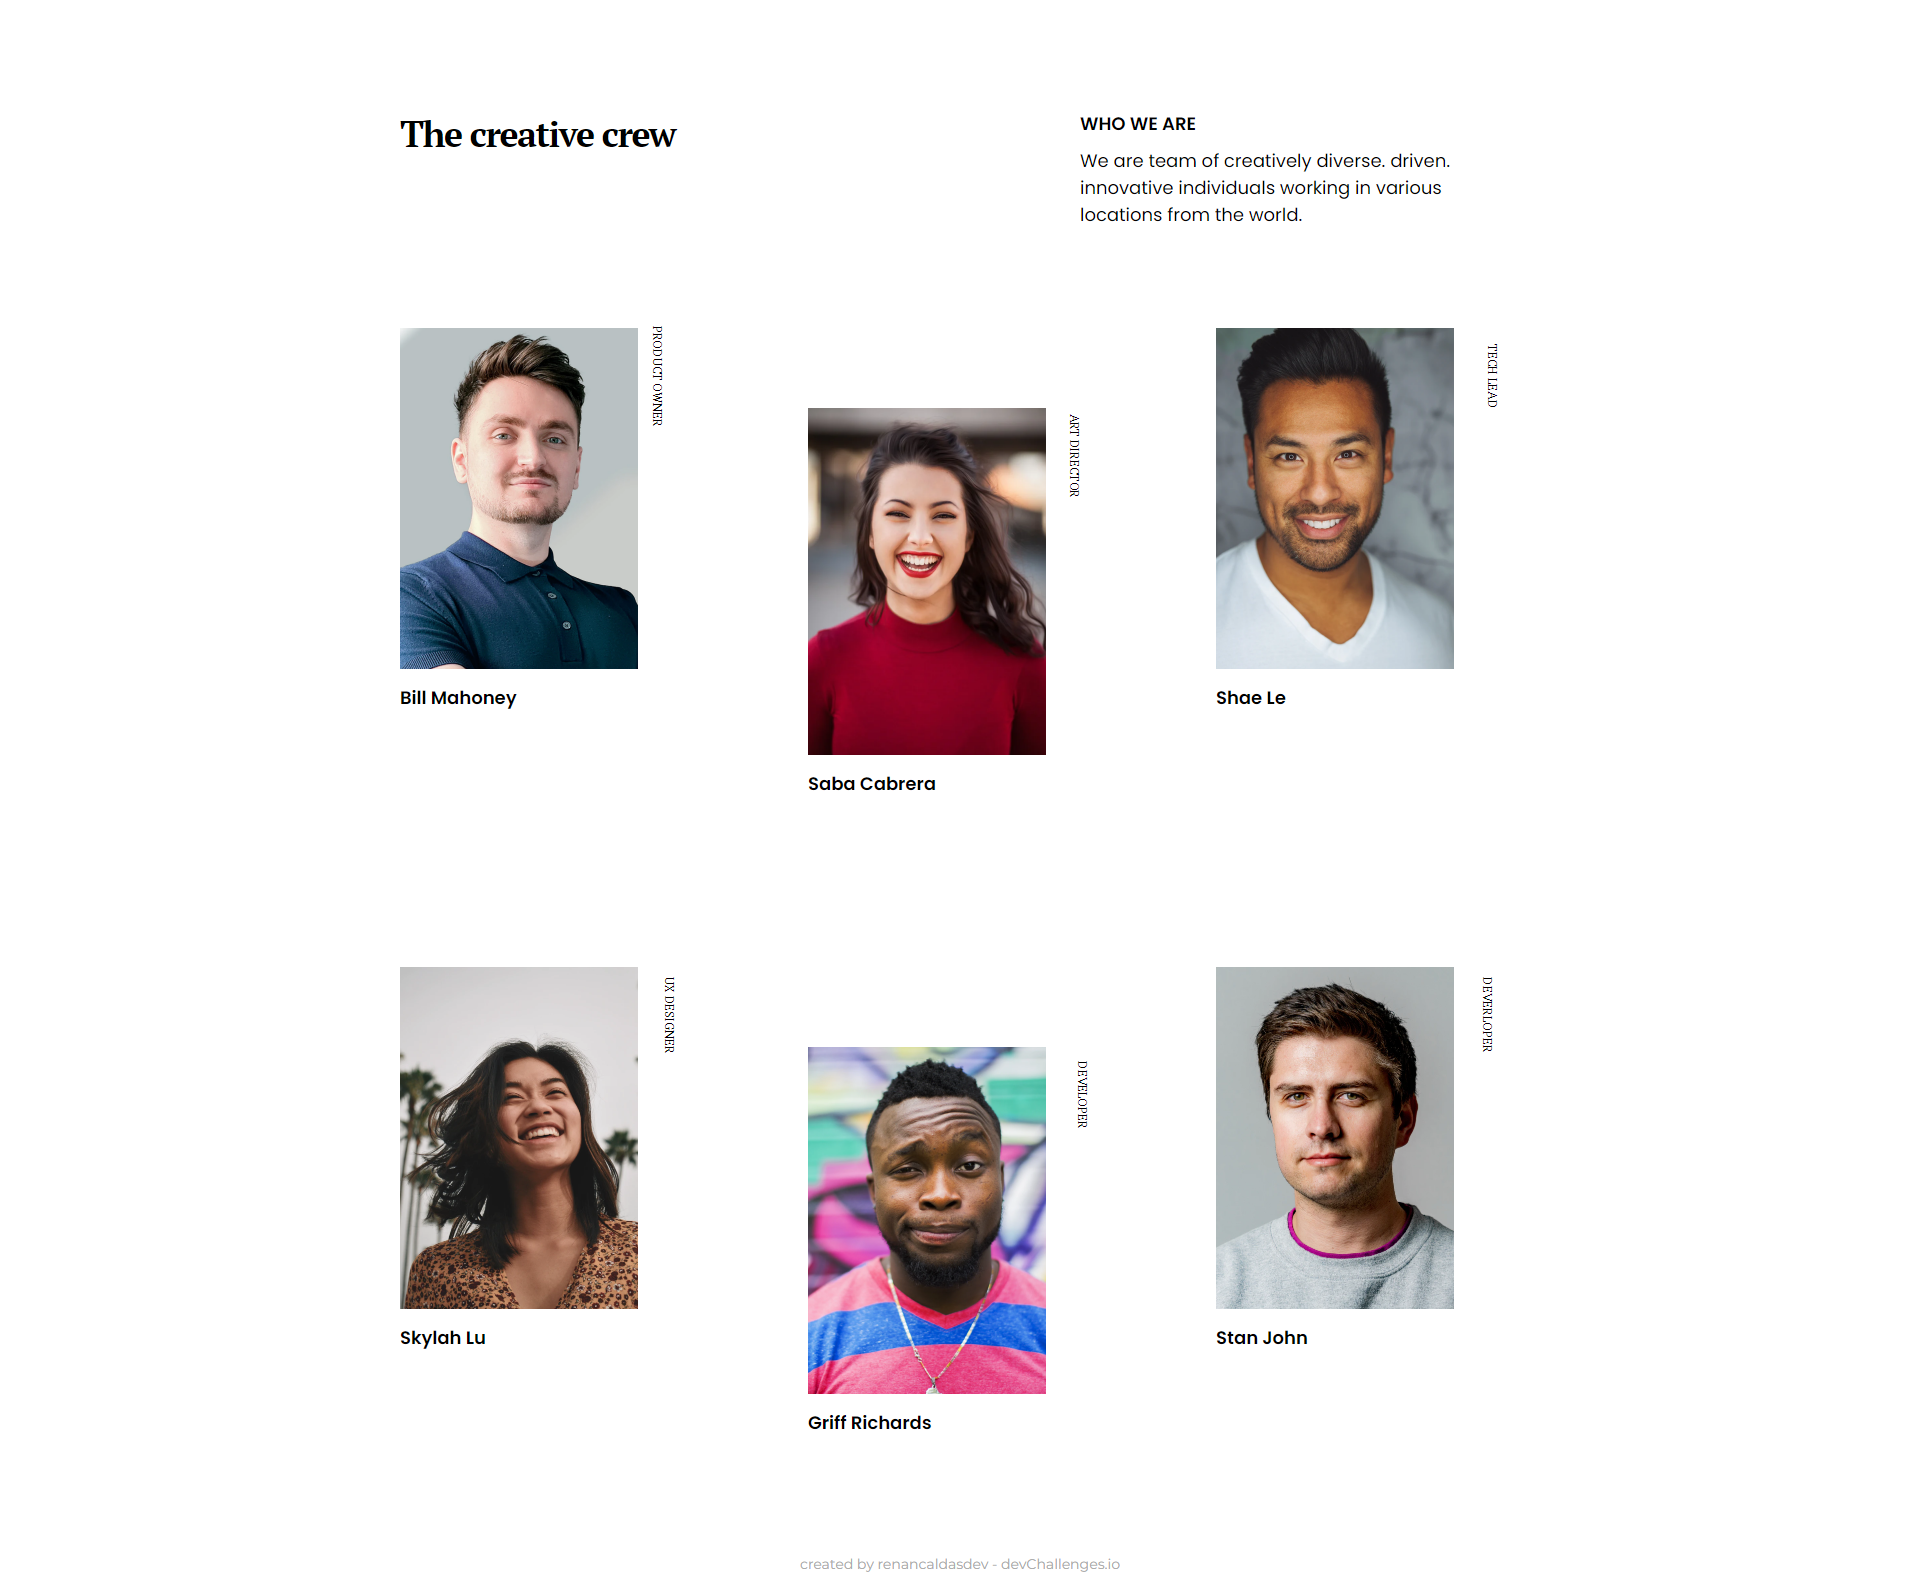 The creative crew
WHO WE ARE
We are team of creatively diverse. driven.
innovative individuals working in various
locations from the world.
PRODUCT OWNER
Bill Mahoney
ART DIRECTOR
Saba Cabrera
TECH LEAD
Shae Le
UX DESIGNER
Skylah Lu
DEVELOPER
Griff Richards
DEVERLOPER
Stan John
created by renancaldasdev - devChallenges.io